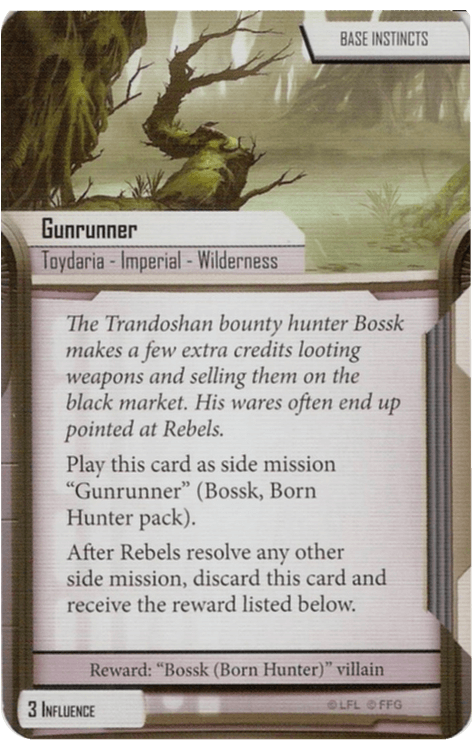 BASE INSTINCTS
Gunrunner
Toydaria - Imperial - Wilderness
The Trandoshan bounty hunter Bossk
makes a few extra credits looting
weapons and selling them on the
black market. His wares often end up
pointed at Rebels.
Play this card as side mission
“Gunrunner” (Bossk, Born
Hunter pack).
After Rebels resolve any other
side mission, discard this card and
receive the reward listed below.
Reward: “Bossk (Born Hunter)” villain
3 INFLUENCE
© LFL © FFG